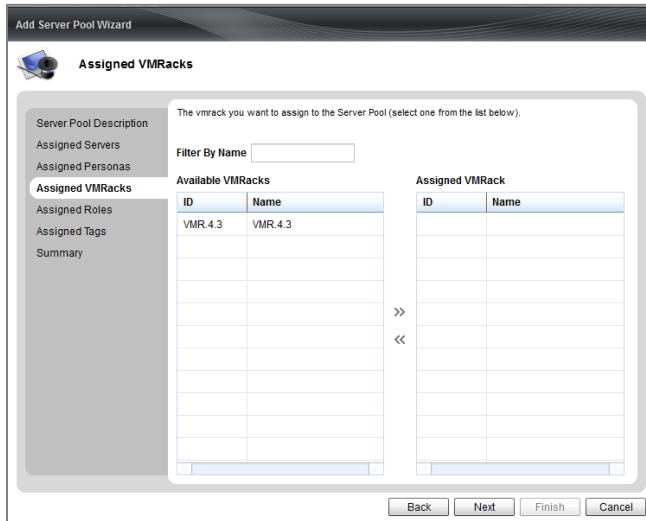 Add Server Pool Wizard
Assigned VMRacks
Server Pool Description
Assigned Servers
Assigned Personas
Assigned VMRacks
Assigned Roles
Assigned Tags
Summary
The vmrack you want to assign to the Server Pool (select one from the list below).
Filter By Name
Available VMRacks
ID Name
VMR.4.3 VMR.4.3
>>
<<
Assigned VMRack
ID Name
Back Next Finish Cancel